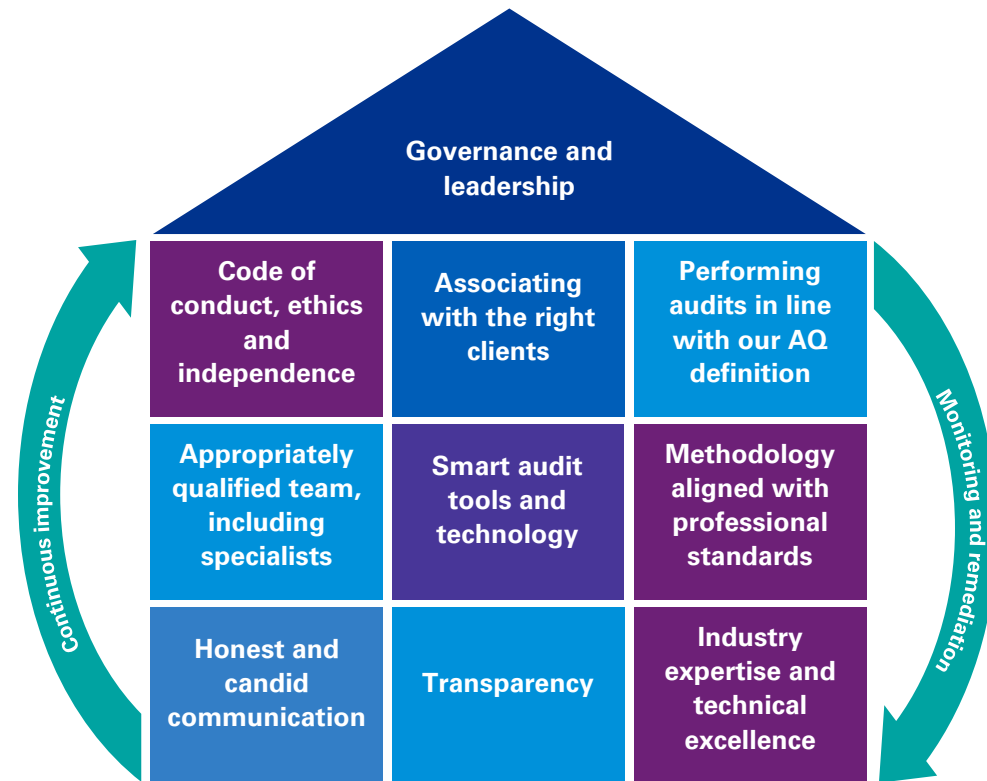 Governance and
leadership
Code of
conduct, ethics
and
independence
Associating
with the right
clients
Performing
audits in line
with our AQ
definition
Appropriately
qualified team,
including
specialists
Smart audit
tools and
technology
Methodology
aligned with
professional
standards
Honest and
candid
communication
Transparency
Industry
expertise and
technical
excellence
Continuous improvement
Monitoring and remediation